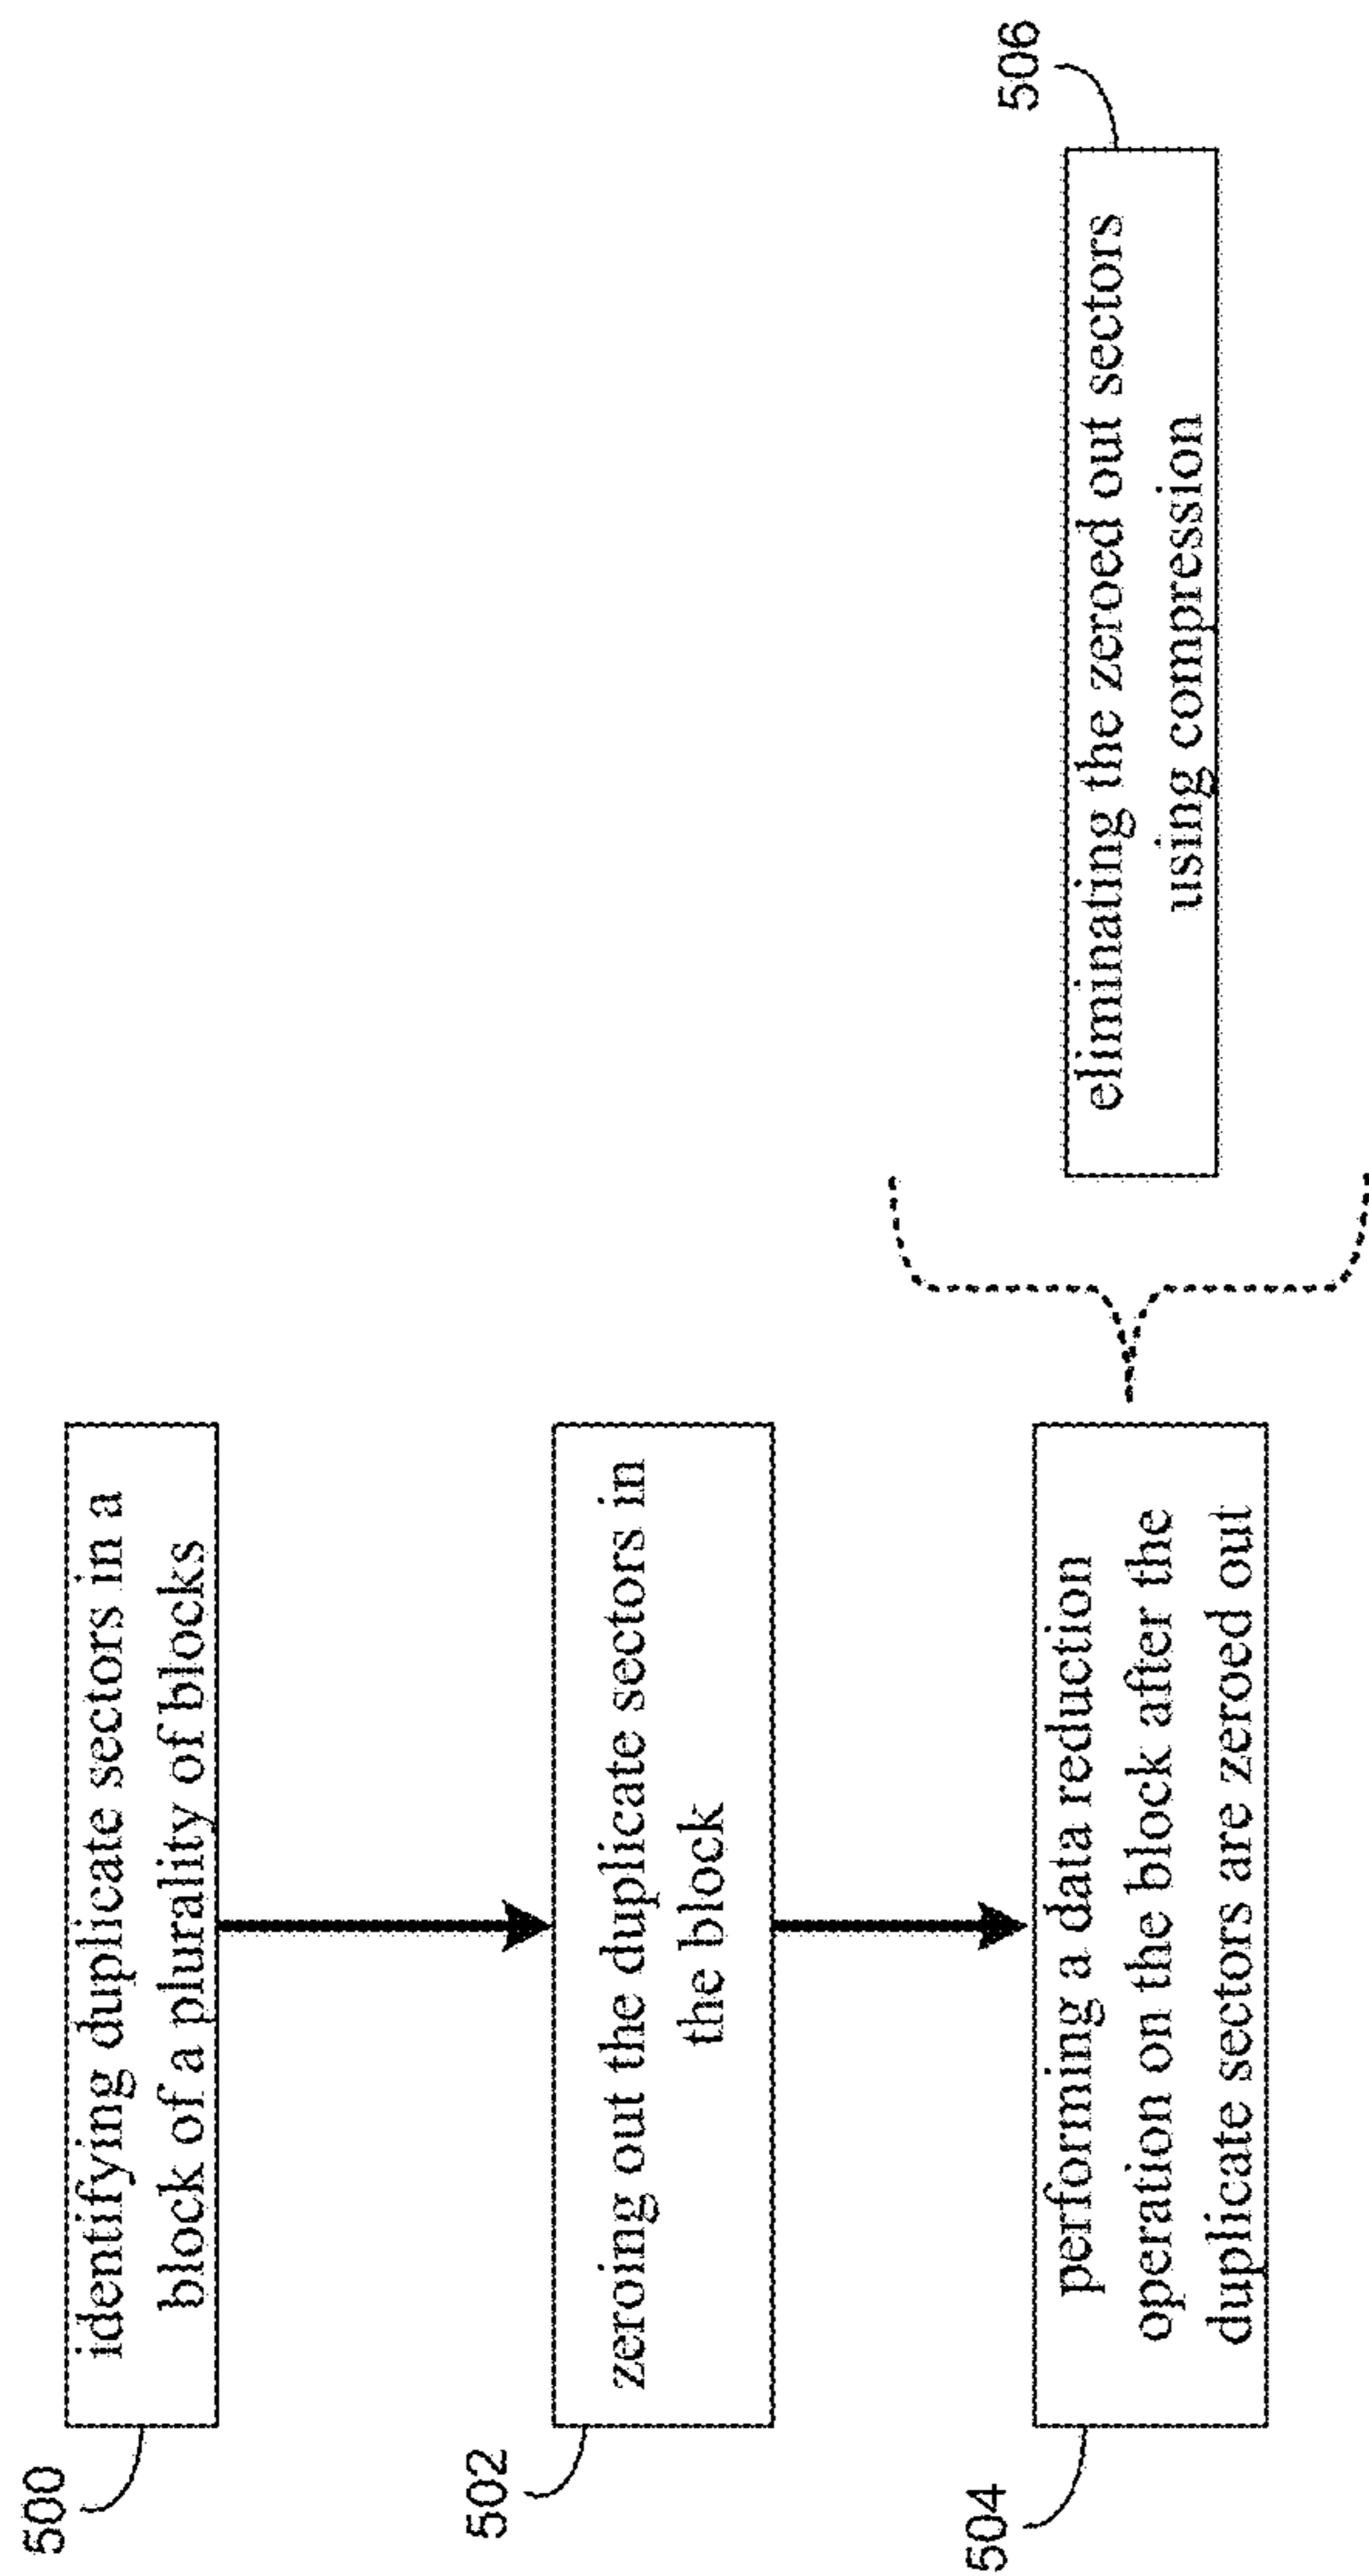 500
identifying duplicate sectors in a
block of a plurality of blocks
502
zeroing out the duplicate sectors in
the block
504
performing a data reduction
operation on the block after the
duplicate sectors are zeroed out
506
eliminating the zeroed out sectors
using compression